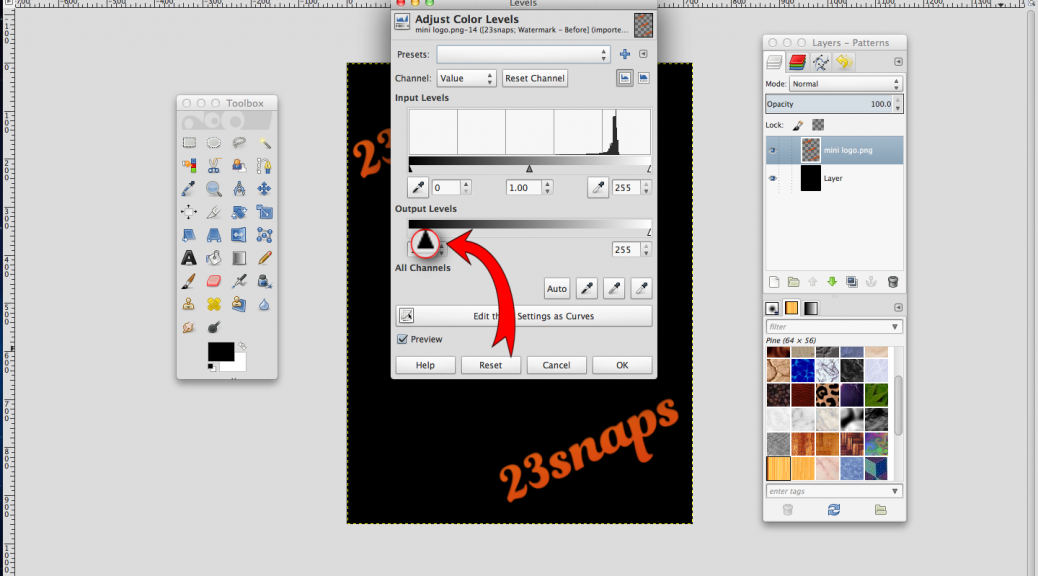 Levels
Adjust Color Levels
mini logo.png-14 ([23snaps; Watermark - Before] (importe...
Presets:
Channel: Value Reset Channel
Input Levels
0 1.00 255
Output Levels
255
All Channels
Auto
Edit th Settings as Curves
Preview
Help Reset Cancel OK
Toolbox
23
23snaps
Layers - Patterns
Mode: Normal
Opacity 100.0
Lock:
mini logo.png
Layer
filter
Pine (64 × 56)
enter tags